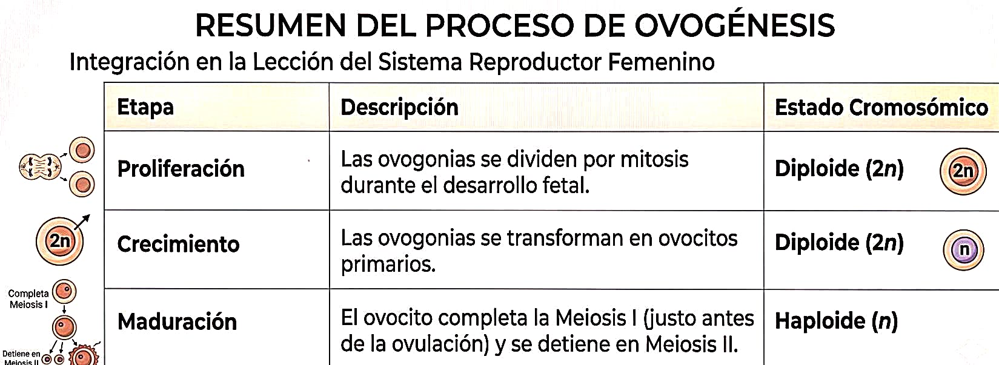 RESUMEN DEL PROCESO DE OVOGÉNESIS
Integración en la Lección del Sistema Reproductor Femenino
Etapa
Descripción
Estado Cromosómico
Proliferación
Las ovogonias se dividen por mitosis
durante el desarrollo fetal.
Diploide (2n)
2n
2n
Crecimiento
Las ovogonias se transforman en ovocitos
primarios.
Diploide (2n)
n
Completa
Meiosis I
Detiene en
Meiosis II
Maduración
El ovocito completa la Meiosis I (justo antes
de la ovulación) y se detiene en Meiosis II.
Haploide (n)